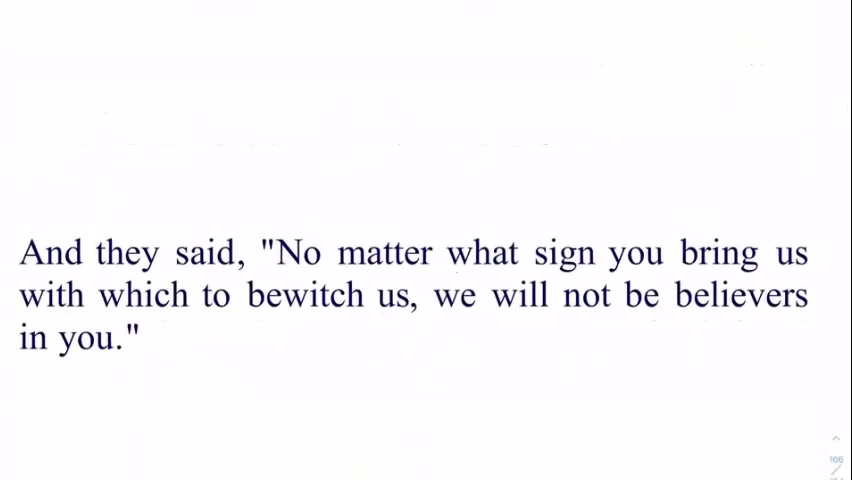 And they said, "No matter what sign you bring us
with which to bewitch us, we will not be believers
in you."
166